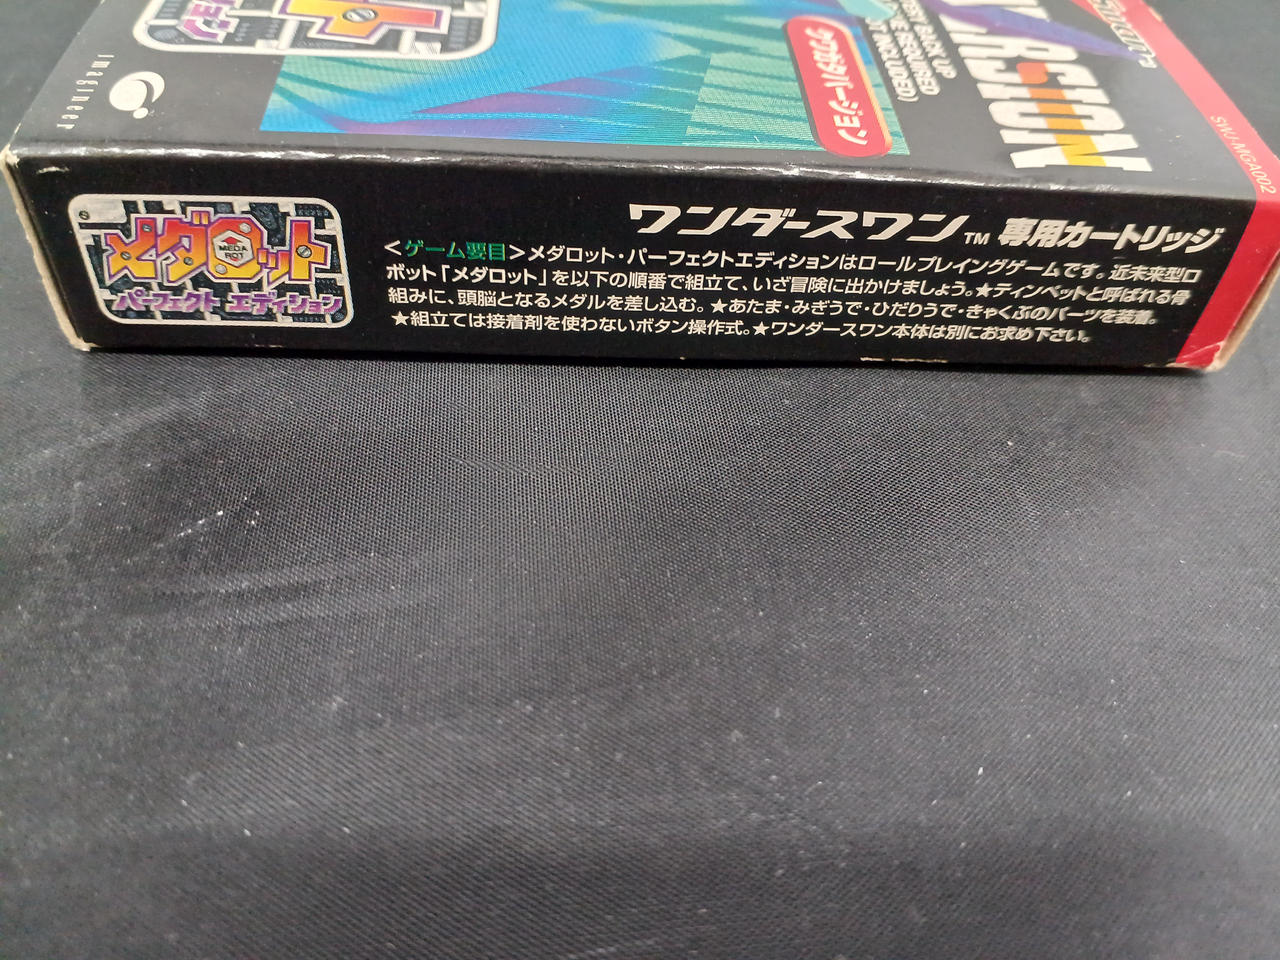 imagineer
クワガタバージョン
SWJ-MGA002
メダロット
MEDA
ROT
パーフェクト エディション
ワンダースワン™ 専用カートリッジ
<ゲーム要目>メダロット・パーフェクトエディションはロールプレイングゲームです。近未来型ロ
ボット「メダロット」を以下の順番で組立て、いざ冒険に出かけましょう。★ティンペットと呼ばれる骨
組みに、頭脳となるメダルを差し込む。★あたま・みぎうで・ひだりうで・きゃくぶのパーツを装着。
★組立ては接着剤を使わないボタン操作式。★ワンダースワン本体は別にお求め下さい。